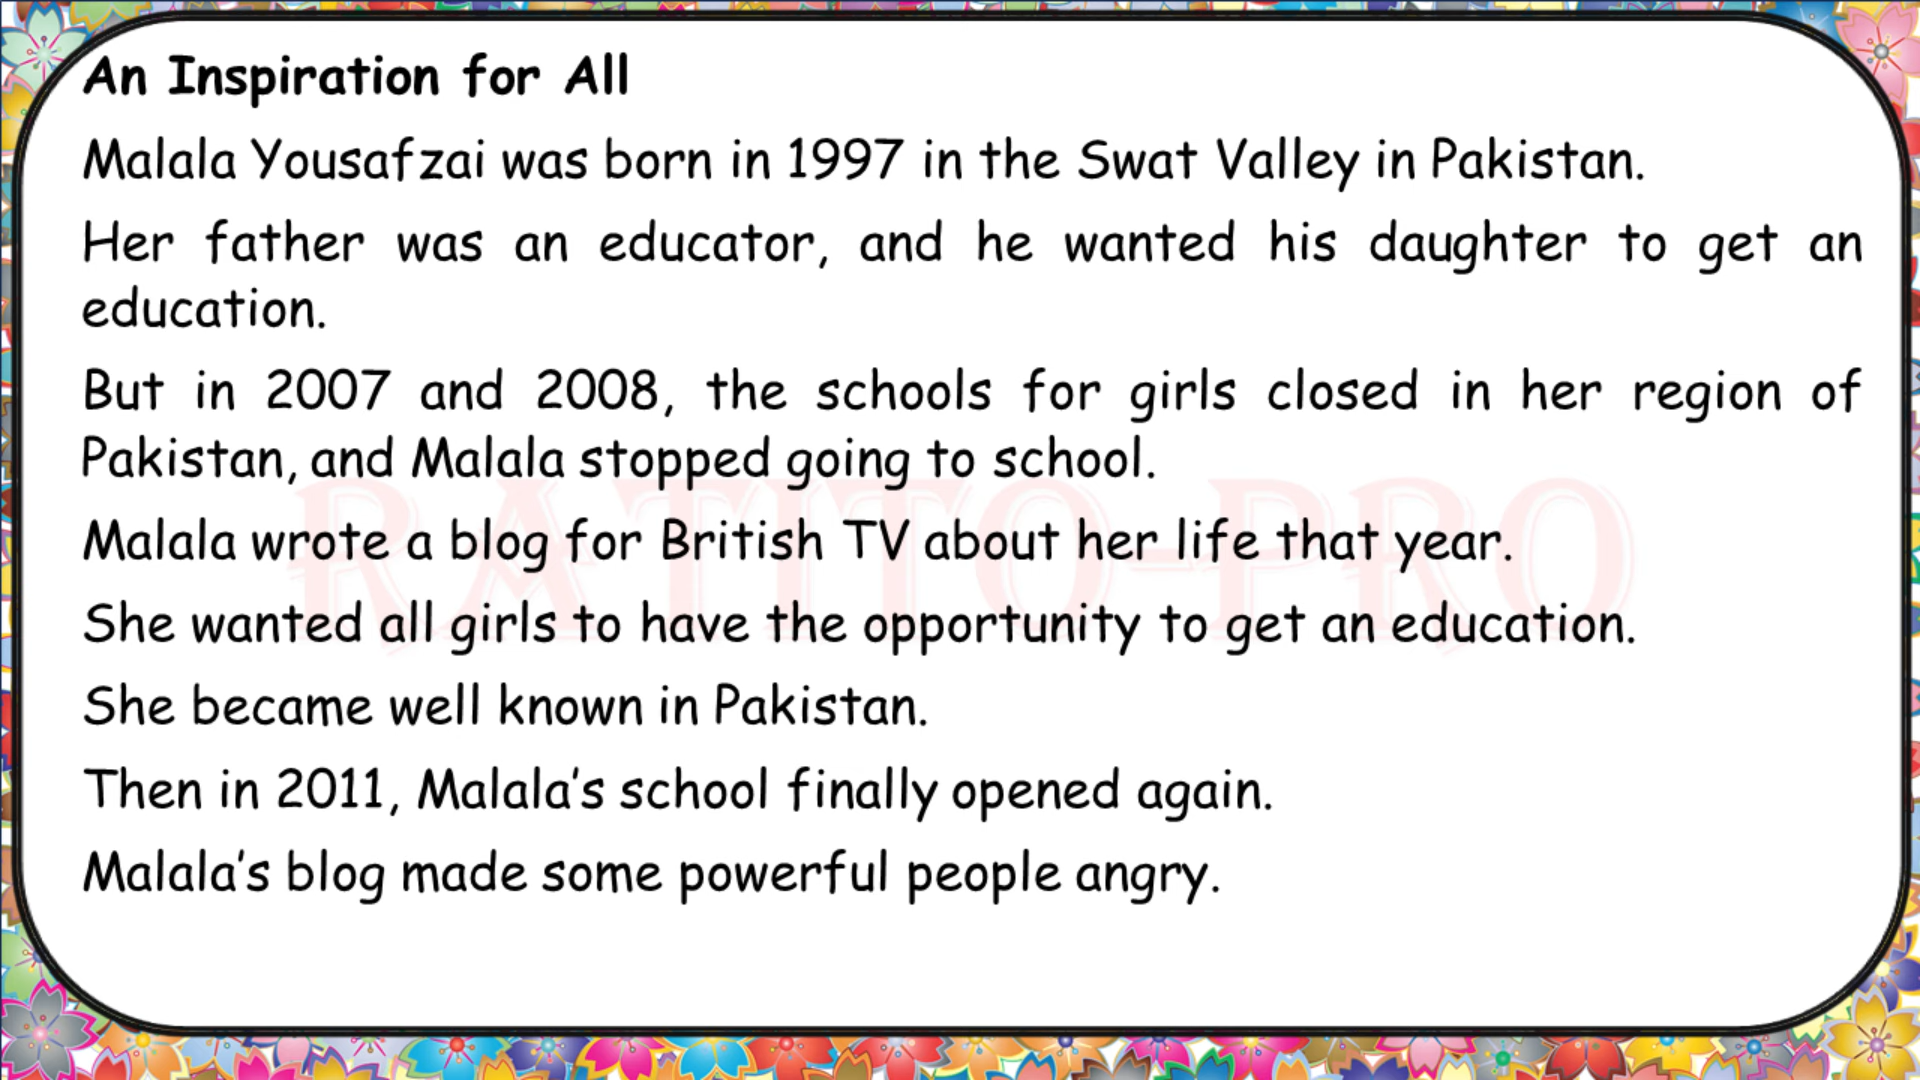 An Inspiration for All
Malala Yousafzai was born in 1997 in the Swat Valley in Pakistan.
Her father was an educator, and he wanted his daughter to get an
education.
But in 2007 and 2008, the schools for girls closed in her region of
Pakistan, and Malala stopped going to school.
Malala wrote a blog for British TV about her life that year.
She wanted all girls to have the opportunity to get an education.
She became well known in Pakistan.
Then in 2011, Malala’s school finally opened again.
Malala’s blog made some powerful people angry.
RATITO-PRO